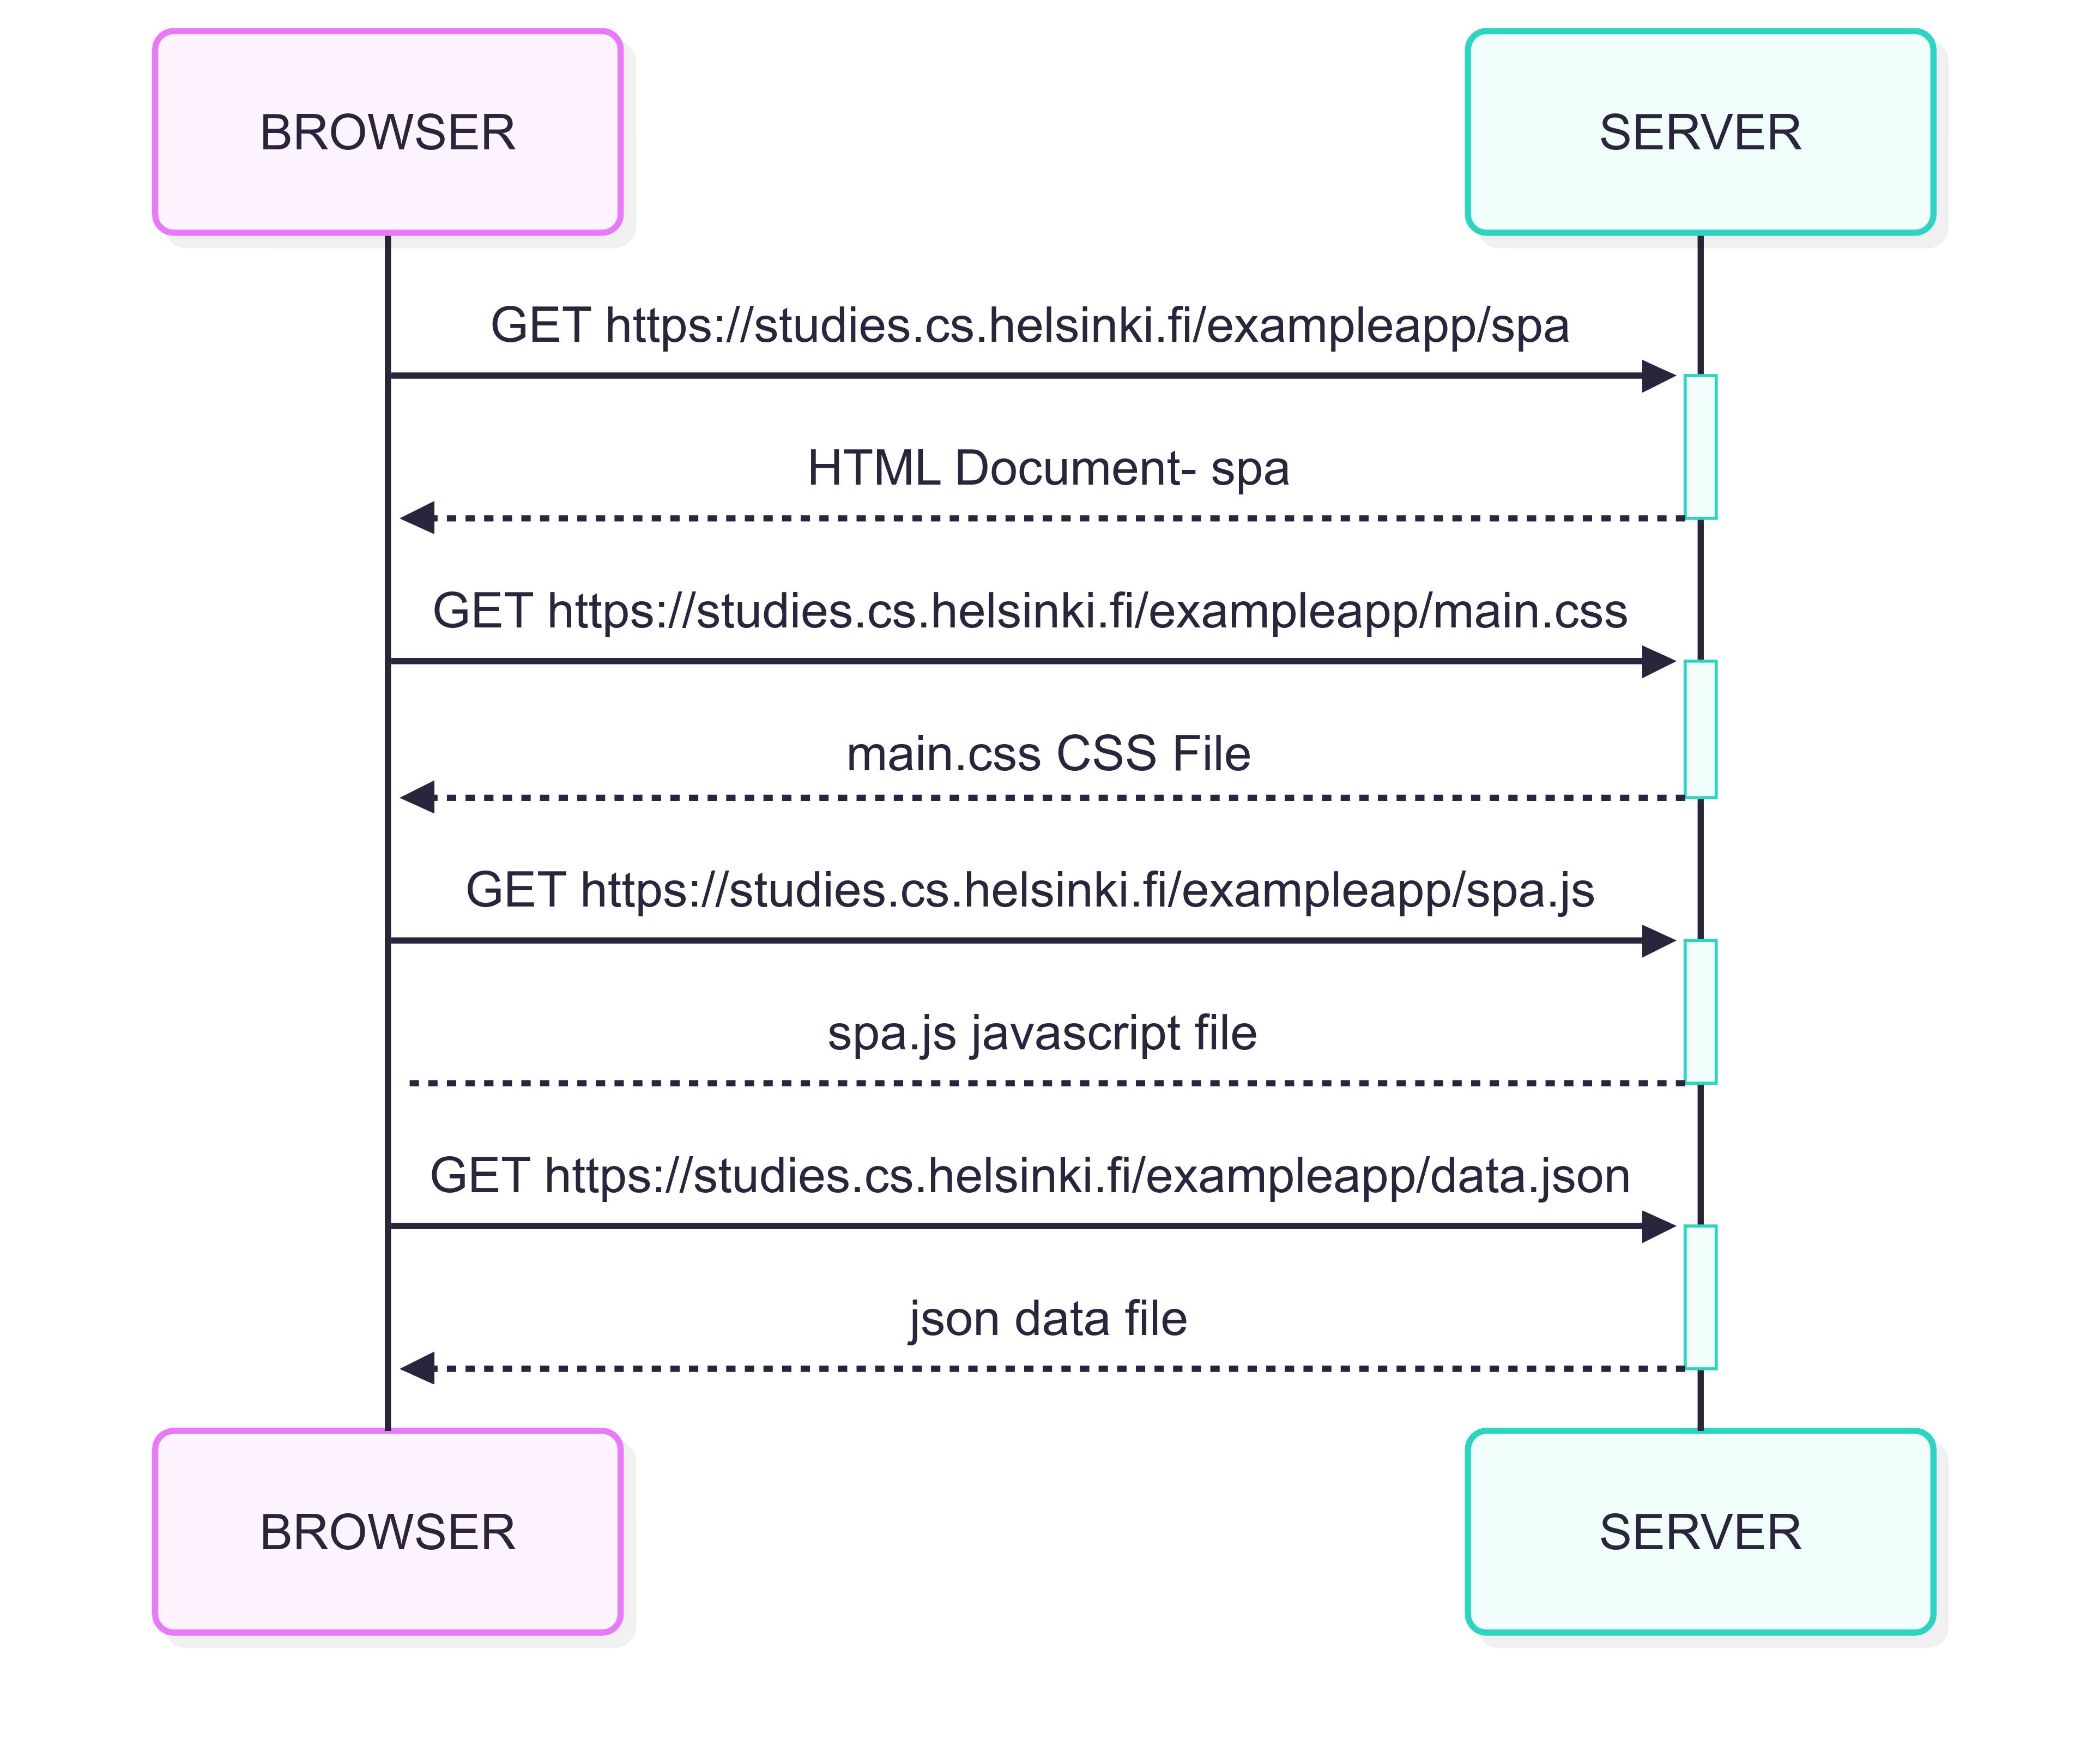 BROWSER
SERVER
GET https://studies.cs.helsinki.fi/exampleapp/spa
HTML Document- spa
GET https://studies.cs.helsinki.fi/exampleapp/main.css
main.css CSS File
GET https://studies.cs.helsinki.fi/exampleapp/spa.js
spa.js javascript file
GET https://studies.cs.helsinki.fi/exampleapp/data.json
json data file
BROWSER
SERVER